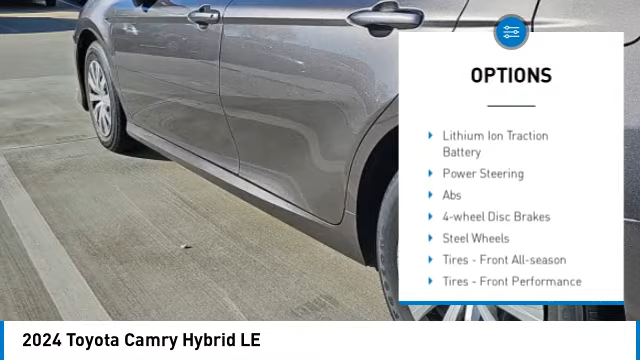 OPTIONS
Lithium Ion Traction
Battery
Power Steering
Abs
4-wheel Disc Brakes
Steel Wheels
Tires - Front All-season
Tires - Front Performance
2024 Toyota Camry Hybrid LE